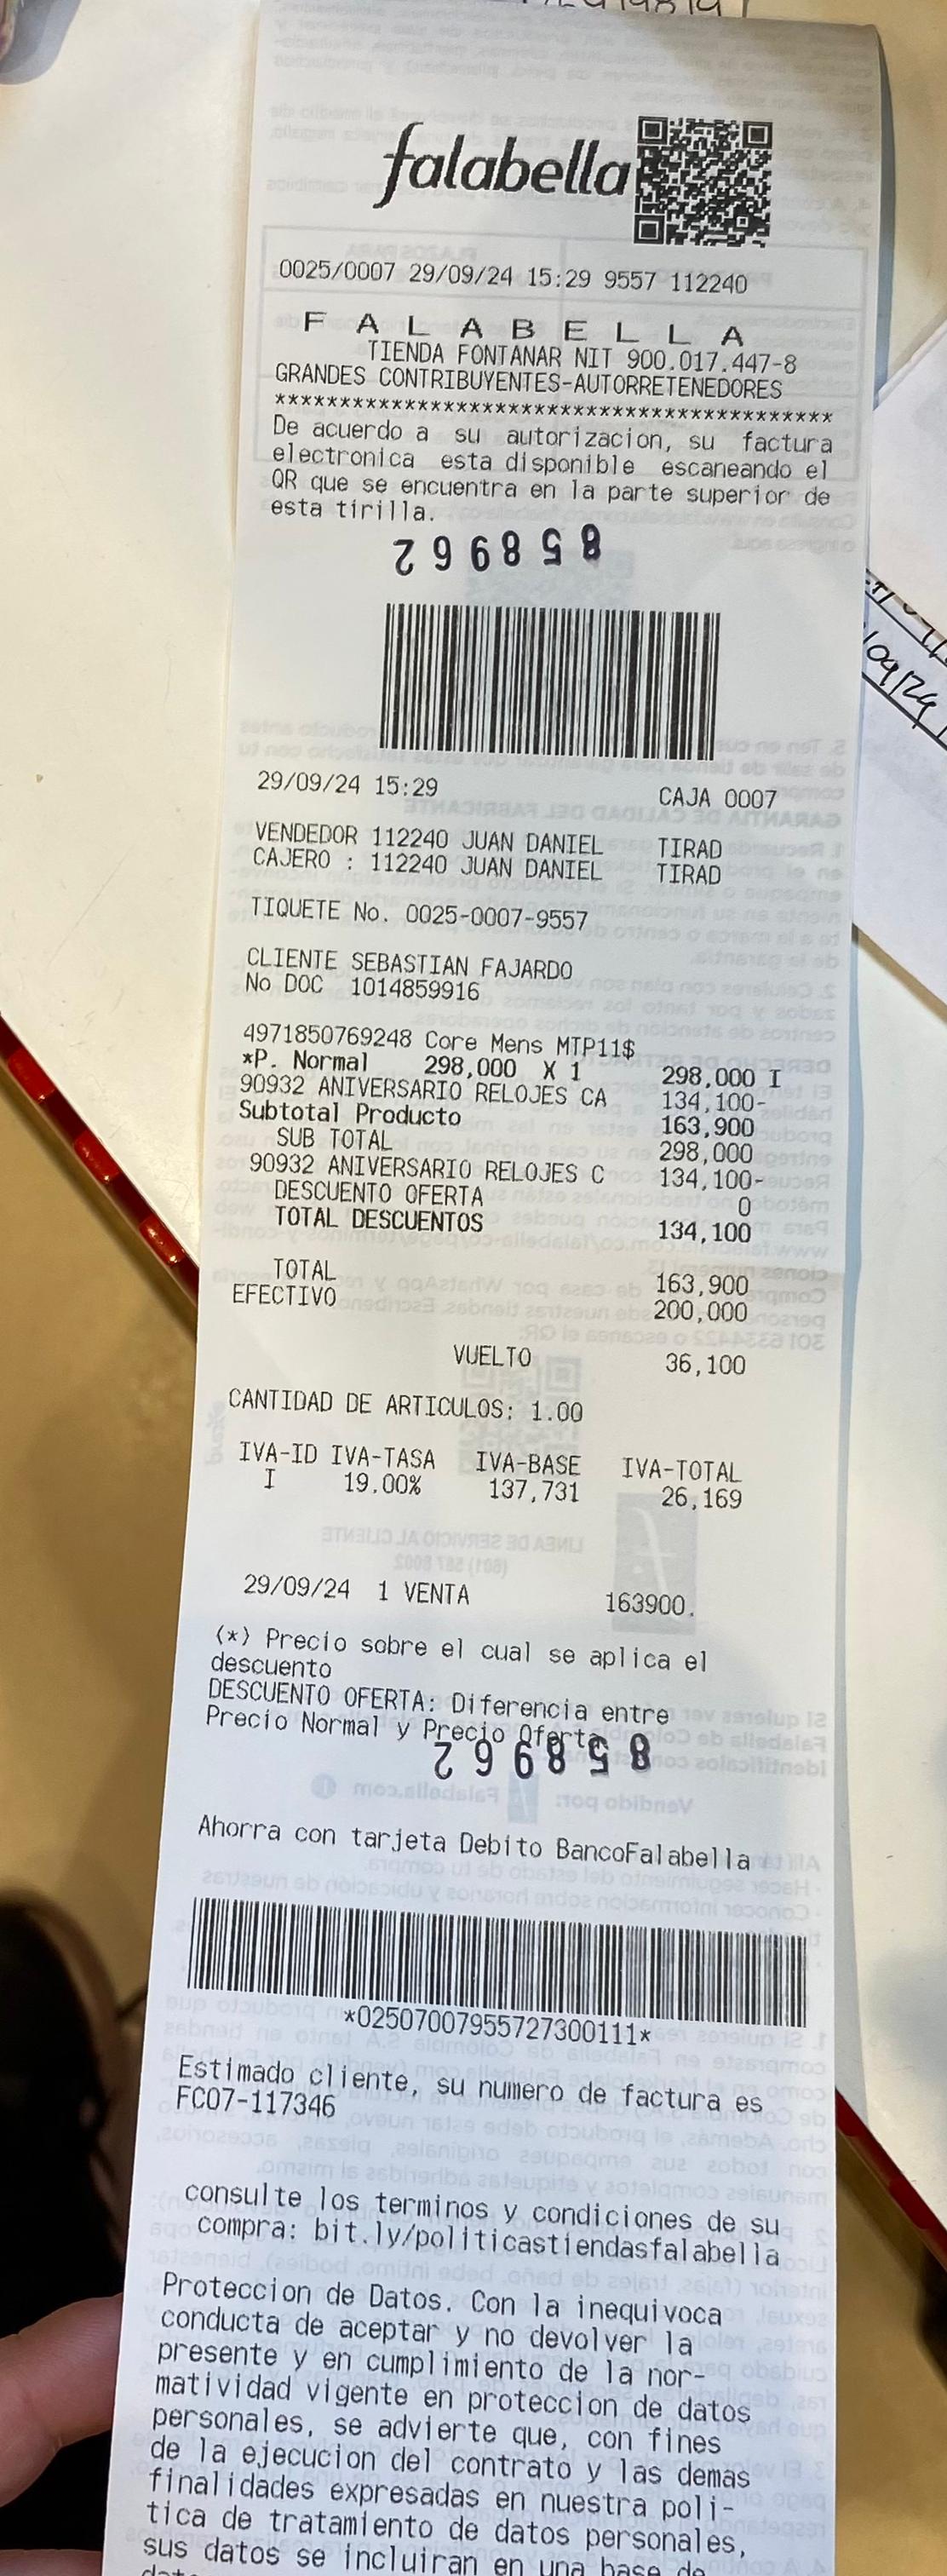 falabella
0025/0007 29/09/24 15:29 9557 112240
F A L A B E L L A
TIENDA FONTANAR NIT 900.017.447-8
GRANDES CONTRIBUYENTES-AUTORRETENEDORES
*******************************************
De acuerdo a su autorizacion, su factura
electronica esta disponible escaneando el
QR que se encuentra en la parte superior de
esta tirilla.
858962
29/09/24 15:29 CAJA 0007
VENDEDOR 112240 JUAN DANIEL TIRAD
CAJERO : 112240 JUAN DANIEL TIRAD
TIQUETE No. 0025-0007-9557
CLIENTE SEBASTIAN FAJARDO
No DOC 1014859916
4971850769248 Core Mens MTP11$
*P. Normal 298,000 X 1 298,000 I
90932 ANIVERSARIO RELOJES CA 134,100-
Subtotal Producto 163,900
SUB TOTAL 298,000
90932 ANIVERSARIO RELOJES C 134,100-
DESCUENTO OFERTA 0
TOTAL DESCUENTOS 134,100
TOTAL 163,900
EFECTIVO 200,000
VUELTO 36,100
CANTIDAD DE ARTICULOS: 1.00
IVA-ID IVA-TASA IVA-BASE IVA-TOTAL
I 19.00% 137,731 26,169
29/09/24 1 VENTA 163900.
(*) Precio sobre el cual se aplica el
descuento
DESCUENTO OFERTA: Diferencia entre
Precio Normal y Precio Oferta
858962
Ahorra con tarjeta Debito BancoFalabella
*02507007955727300111*
Estimado cliente, su numero de factura es
FC07-117346
consulte los terminos y condiciones de su
compra: bit.ly/politicastiendasfalabella
Proteccion de Datos. Con la inequivoca
conducta de aceptar y no devolver la
presente y en cumplimiento de la nor-
matividad vigente en proteccion de datos
personales, se advierte que, con fines
de la ejecucion del contrato y las demas
finalidades expresadas en nuestra poli-
tica de tratamiento de datos personales,
sus datos se incluiran en una base de